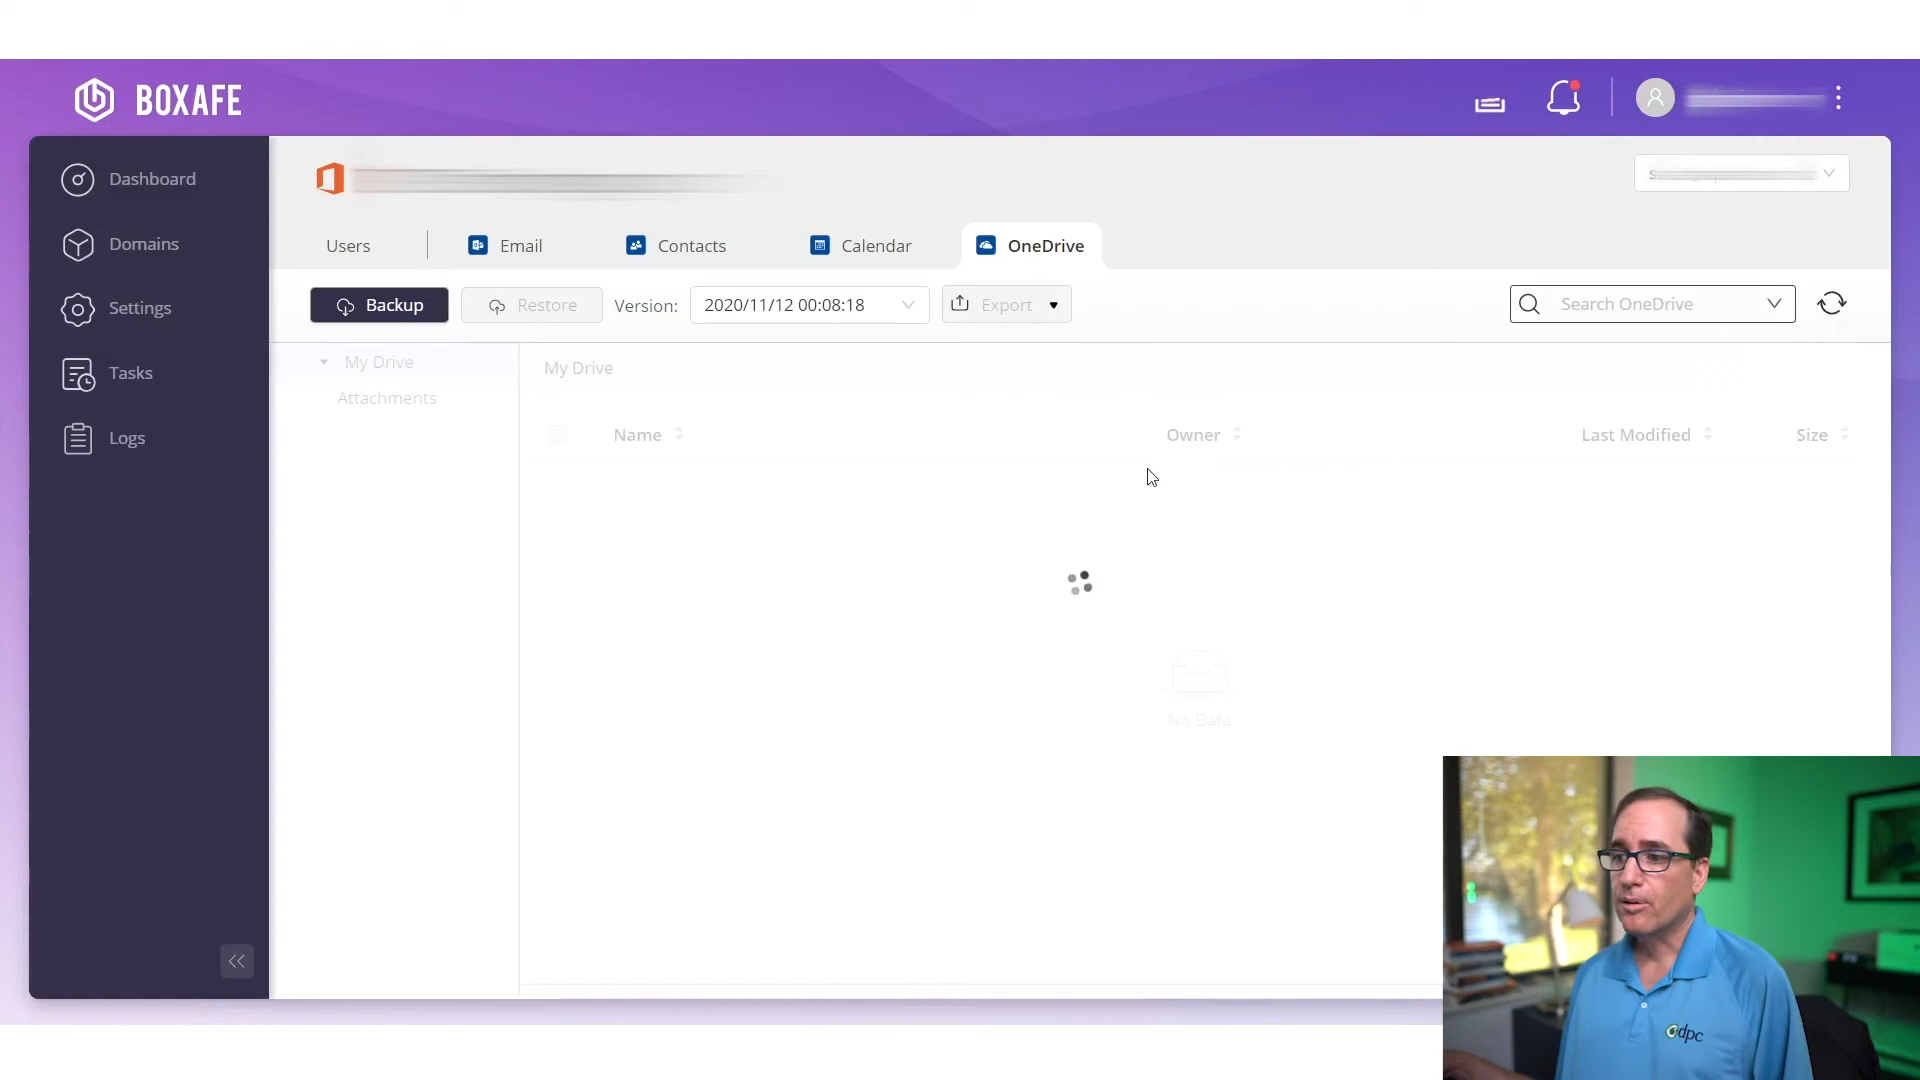 BOXAFE
Dashboard
Domains
Settings
Tasks
Logs
Users
Email
Contacts
Calendar
OneDrive
Backup
Restore
Version:
2020/11/12 00:08:18
Export
Search OneDrive
My Drive
Attachments
My Drive
Name
Owner
Last Modified
Size
No Data
dpc